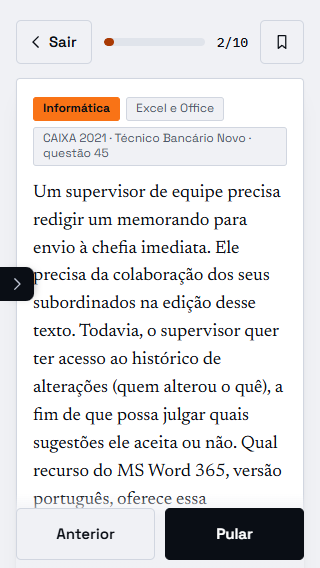 Sair
2/10
Informática
Excel e Office
CAIXA 2021 · Técnico Bancário Novo ·
questão 45
Um supervisor de equipe precisa
redigir um memorando para
envio à chefia imediata. Ele
precisa da colaboração dos seus
subordinados na edição desse
texto. Todavia, o supervisor quer
ter acesso ao histórico de
alterações (quem alterou o quê), a
fim de que possa julgar quais
sugestões ele aceita ou não. Qual
recurso do MS Word 365, versão
português, oferece essa
Anterior
Pular